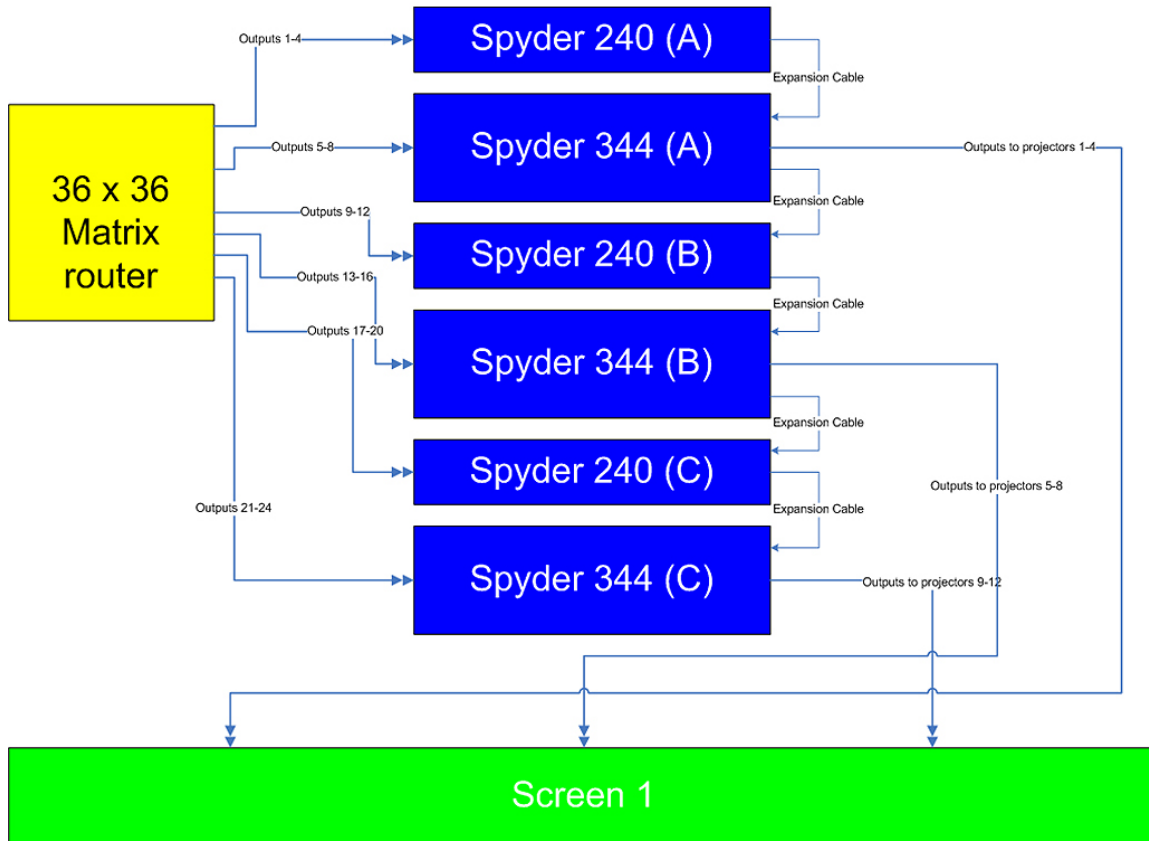 Outputs 1-4
Spyder 240 (A)
Expansion Cable
36 x 36
Matrix
router
Outputs 5-8
Spyder 344 (A)
Outputs to projectors 1-4
Expansion Cable
Outputs 9-12
Spyder 240 (B)
Outputs 13-16
Expansion Cable
Outputs 17-20
Spyder 344 (B)
Expansion Cable
Spyder 240 (C)
Outputs to projectors 5-8
Outputs 21-24
Expansion Cable
Spyder 344 (C)
Outputs to projectors 9-12
Screen 1